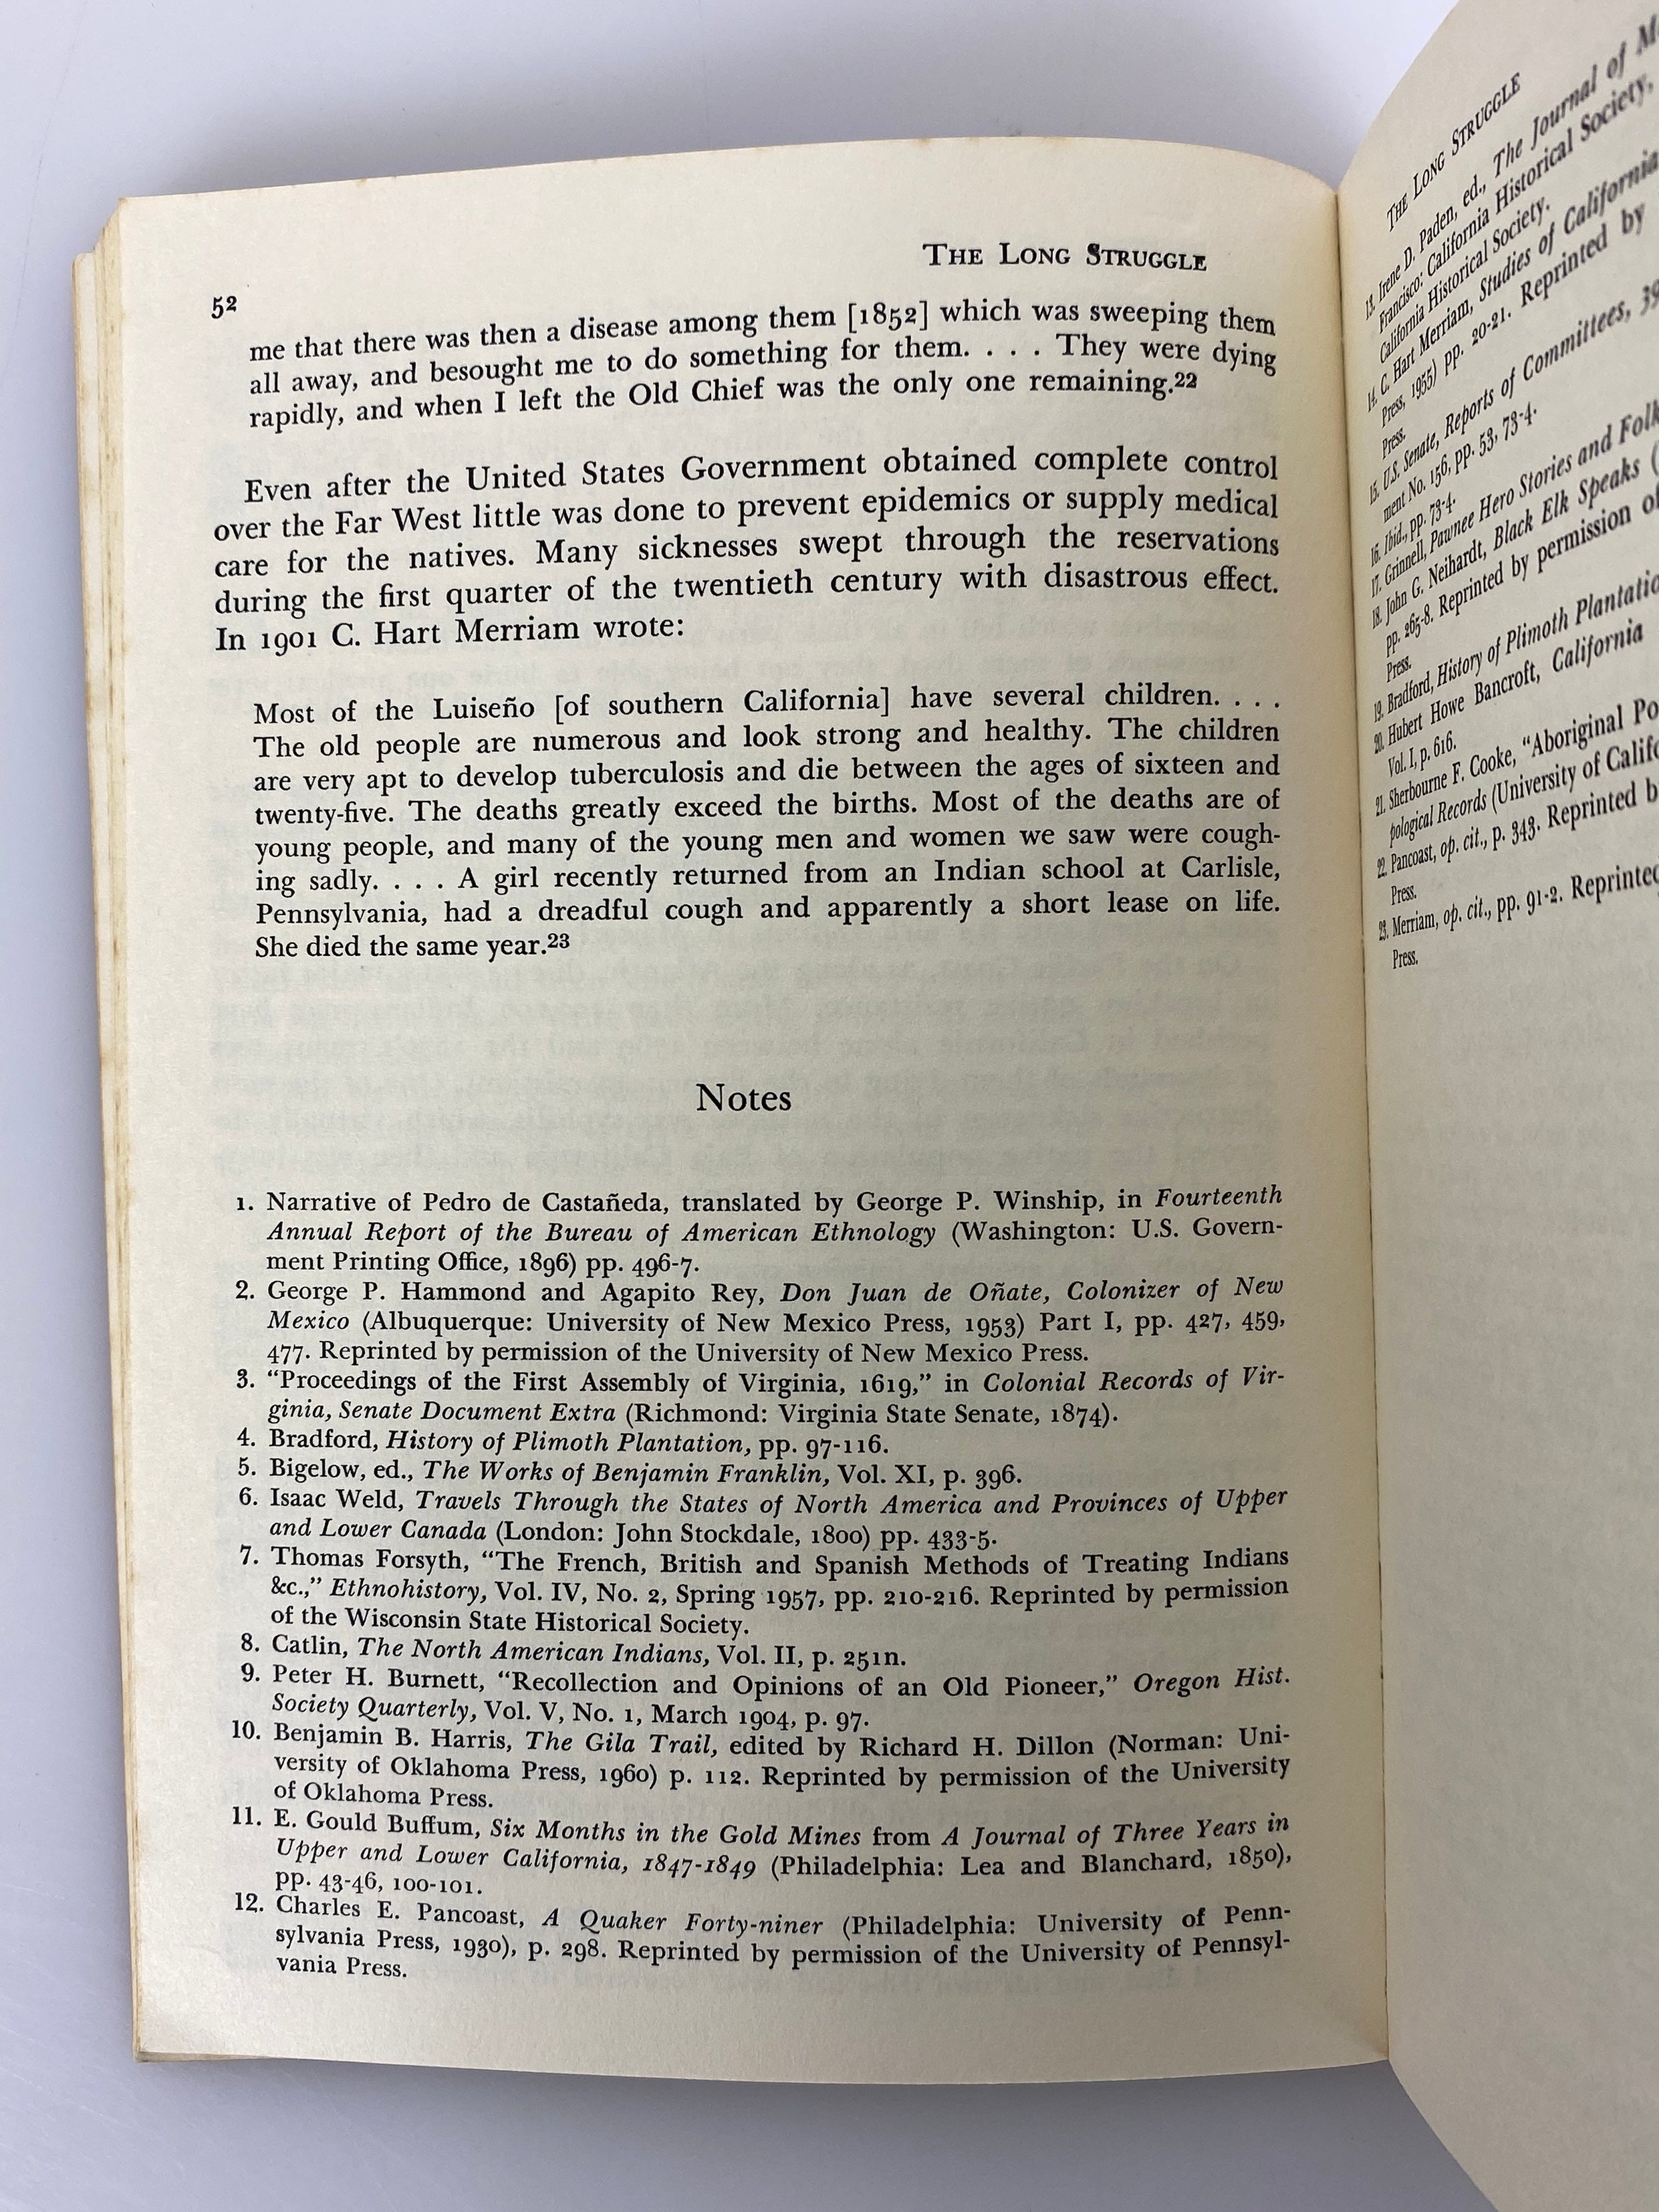 52
THE LONG STRUGGLE
me that there was then a disease among them [1852] which was sweeping them
all away, and besought me to do something for them. . . . They were dying
rapidly, and when I left the Old Chief was the only one remaining.22
Even after the United States Government obtained complete control
over the Far West little was done to prevent epidemics or supply medical
care for the natives. Many sicknesses swept through the reservations
during the first quarter of the twentieth century with disastrous effect.
In 1901 C. Hart Merriam wrote:
Most of the Luiseño [of southern California] have several children. . . .
The old people are numerous and look strong and healthy. The children
are very apt to develop tuberculosis and die between the ages of sixteen and
twenty-five. The deaths greatly exceed the births. Most of the deaths are of
young people, and many of the young men and women we saw were cough-
ing sadly. . . . A girl recently returned from an Indian school at Carlisle,
Pennsylvania, had a dreadful cough and apparently a short lease on life.
She died the same year.23
Notes
1. Narrative of Pedro de Castañeda, translated by George P. Winship, in Fourteenth
Annual Report of the Bureau of American Ethnology (Washington: U.S. Govern-
ment Printing Office, 1896) pp. 496-7.
2. George P. Hammond and Agapito Rey, Don Juan de Oñate, Colonizer of New
Mexico (Albuquerque: University of New Mexico Press, 1953) Part I, pp. 427, 459,
477. Reprinted by permission of the University of New Mexico Press.
3. “Proceedings of the First Assembly of Virginia, 1619,” in Colonial Records of Vir-
ginia, Senate Document Extra (Richmond: Virginia State Senate, 1874).
4. Bradford, History of Plimoth Plantation, pp. 97-116.
5. Bigelow, ed., The Works of Benjamin Franklin, Vol. XI, p. 396.
6. Isaac Weld, Travels Through the States of North America and Provinces of Upper
and Lower Canada (London: John Stockdale, 1800) pp. 433-5.
7. Thomas Forsyth, “The French, British and Spanish Methods of Treating Indians
&c.,” Ethnohistory, Vol. IV, No. 2, Spring 1957, pp. 210-216. Reprinted by permission
of the Wisconsin State Historical Society.
8. Catlin, The North American Indians, Vol. II, p. 251n.
9. Peter H. Burnett, “Recollection and Opinions of an Old Pioneer,” Oregon Hist.
Society Quarterly, Vol. V, No. 1, March 1904, p. 97.
10. Benjamin B. Harris, The Gila Trail, edited by Richard H. Dillon (Norman: Uni-
versity of Oklahoma Press, 1960) p. 112. Reprinted by permission of the University
of Oklahoma Press.
11. E. Gould Buffum, Six Months in the Gold Mines from A Journal of Three Years in
Upper and Lower California, 1847-1849 (Philadelphia: Lea and Blanchard, 1850),
pp. 43-46, 100-101.
12. Charles E. Pancoast, A Quaker Forty-niner (Philadelphia: University of Penn-
sylvania Press, 1930), p. 298. Reprinted by permission of the University of Pennsyl-
vania Press.
THE LONG STRUGGLE
13. Irene D. Paden, ed., The Journal of
Francisco: California Historical Society,
California Historical Society.
14. C. Hart Merriam, Studies of California
Press, 1955) pp. 20-21. Reprinted by
Press.
15. U.S. Senate, Reports of Committees, 39
ment No. 156, pp. 53, 73-4.
16. Ibid., pp. 73-4.
17. Grinnell, Pawnee Hero Stories and Folk
18. John G. Neihardt, Black Elk Speaks (
pp. 265-8. Reprinted by permission of
Press.
19. Bradford, History of Plimoth Plantation
20. Hubert Howe Bancroft, California
Vol. I, p. 616.
21. Sherbourne F. Cooke, “Aboriginal Po
pological Records (University of Califo
22. Pancoast, op. cit., p. 343. Reprinted b
Press.
23. Merriam, op. cit., pp. 91-2. Reprinted
Press.